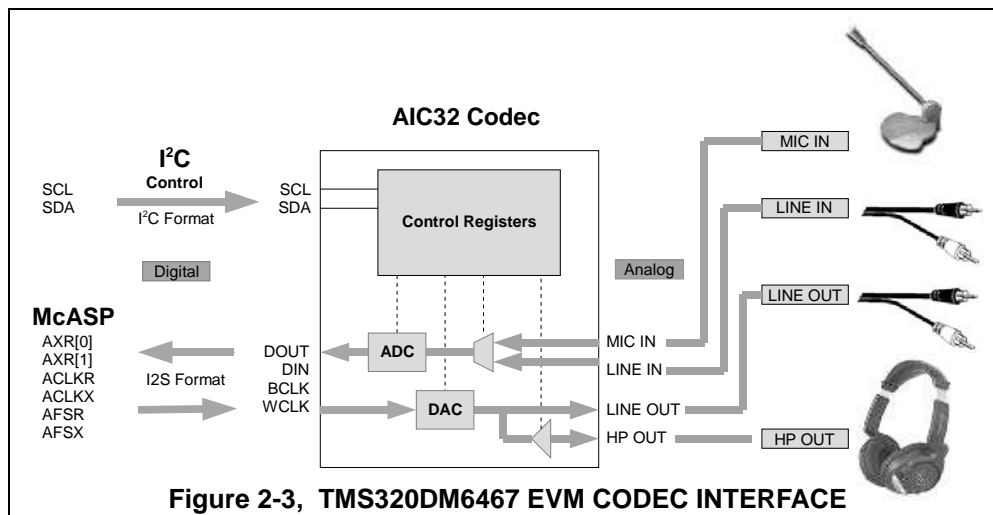 AIC32 Codec
I²C
Control
SCL
SDA
I²C Format
SCL
SDA
Control Registers
Digital
Analog
MIC IN
LINE IN
LINE OUT
HP OUT
McASP
AXR[0]
AXR[1]
ACLKR
ACLKX
AFSR
AFSX
I2S Format
DOUT
DIN
BCLK
WCLK
ADC
DAC
MIC IN
LINE IN
LINE OUT
HP OUT
Figure 2-3, TMS320DM6467 EVM CODEC INTERFACE